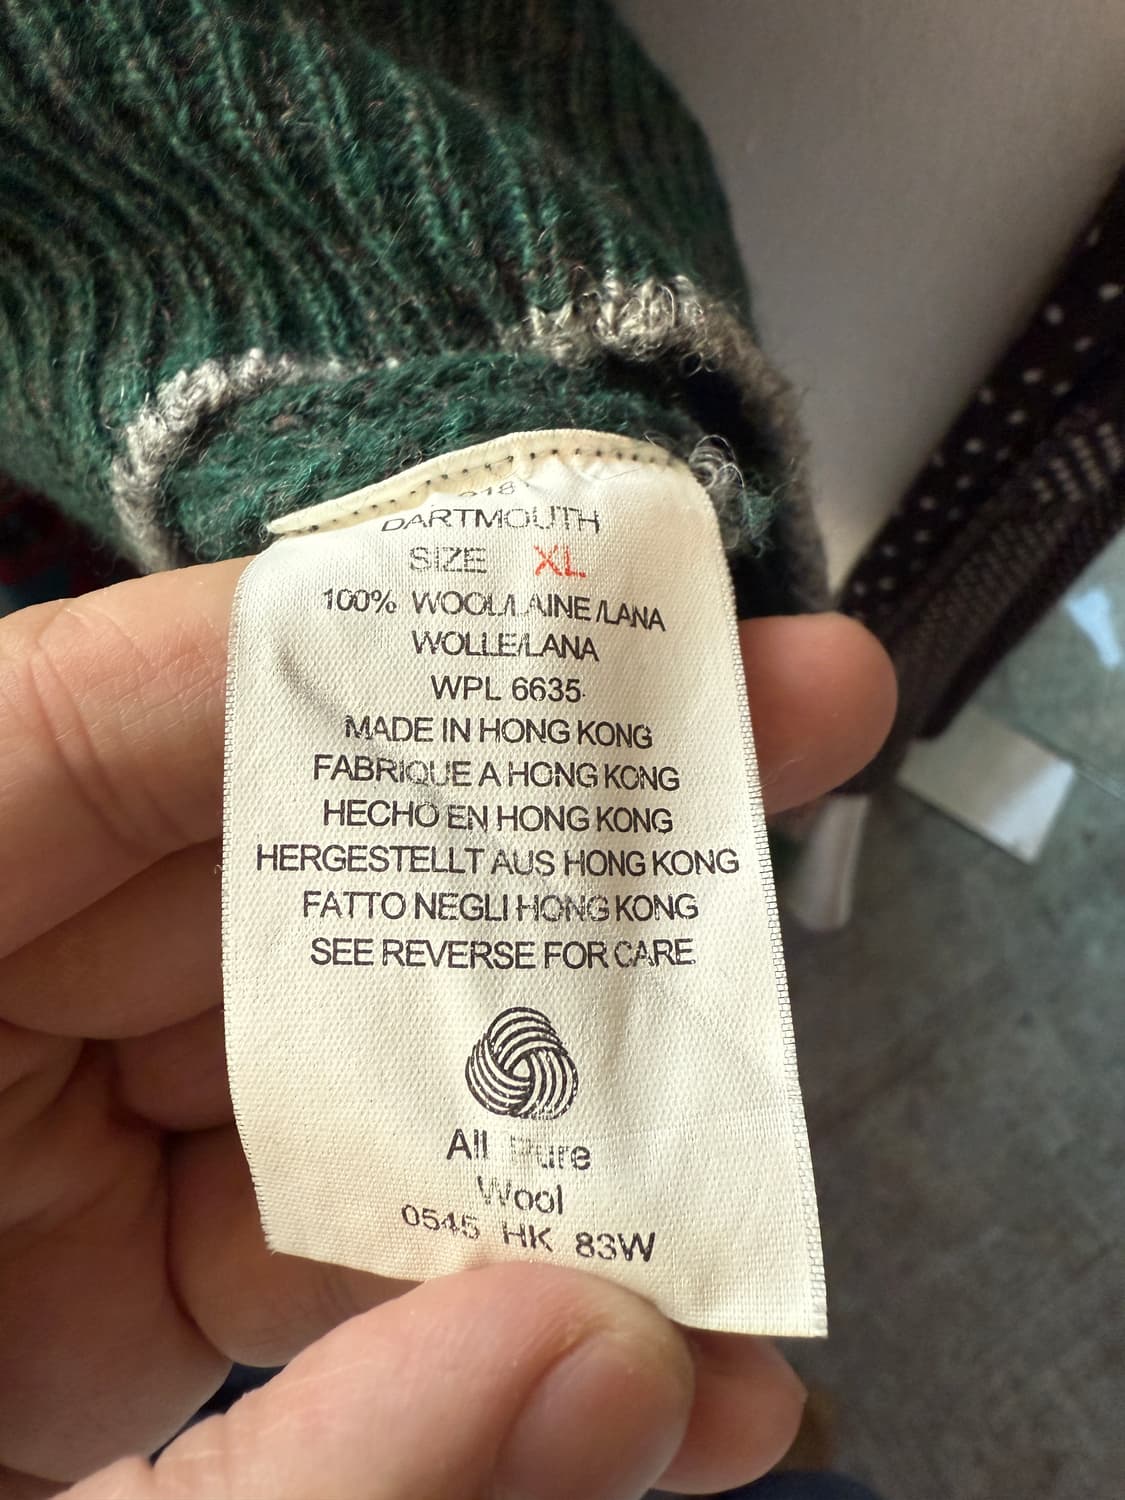 DARTMOUTH
SIZE XL
100% WOOL/LAINE/LANA
WOLLE/LANA
WPL 6635
MADE IN HONG KONG
FABRIQUE A HONG KONG
HECHO EN HONG KONG
HERGESTELLT AUS HONG KONG
FATTO NEGLI HONG KONG
SEE REVERSE FOR CARE
All Pure
Wool
0545 HK 83W